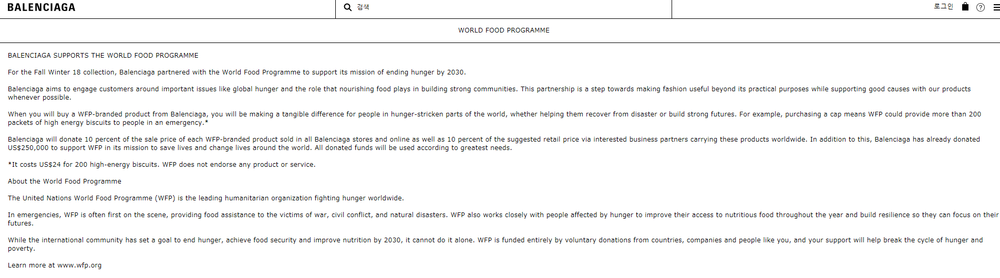 BALENCIAGA
검색
로그인
?
WORLD FOOD PROGRAMME
BALENCIAGA SUPPORTS THE WORLD FOOD PROGRAMME
For the Fall Winter 18 collection, Balenciaga partnered with the World Food Programme to support its mission of ending hunger by 2030.
Balenciaga aims to engage customers around important issues like global hunger and the role that nourishing food plays in building strong communities. This partnership is a step towards making fashion useful beyond its practical purposes while supporting good causes with our products
whenever possible.
When you will buy a WFP-branded product from Balenciaga, you will be making a tangible difference for people in hunger-stricken parts of the world, whether helping them recover from disaster or build strong futures. For example, purchasing a cap means WFP could provide more than 200
packets of high energy biscuits to people in an emergency.*
Balenciaga will donate 10 percent of the sale price of each WFP-branded product sold in all Balenciaga stores and online as well as 10 percent of the suggested retail price via interested business partners carrying these products worldwide. In addition to this, Balenciaga has already donated
US$250,000 to support WFP in its mission to save lives and change lives around the world. All donated funds will be used according to greatest needs.
*It costs US$24 for 200 high-energy biscuits. WFP does not endorse any product or service.
About the World Food Programme
The United Nations World Food Programme (WFP) is the leading humanitarian organization fighting hunger worldwide.
In emergencies, WFP is often first on the scene, providing food assistance to the victims of war, civil conflict, and natural disasters. WFP also works closely with people affected by hunger to improve their access to nutritious food throughout the year and build resilience so they can focus on their
futures.
While the international community has set a goal to end hunger, achieve food security and improve nutrition by 2030, it cannot do it alone. WFP is funded entirely by voluntary donations from countries, companies and people like you, and your support will help break the cycle of hunger and
poverty.
Learn more at www.wfp.org